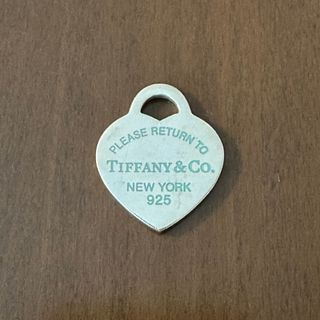 PLEASE RETURN TO
TIFFANY & CO.
NEW YORK
925